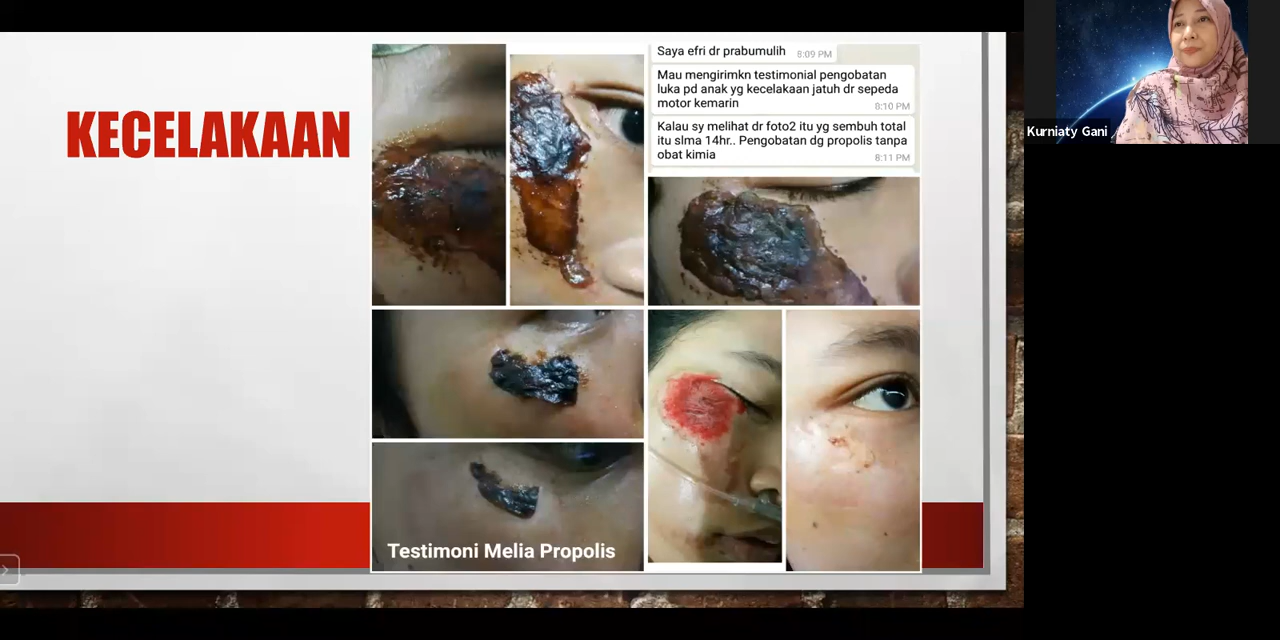 KECELAKAAN
Saya efri dr prabumulih 8:09 PM
Mau mengirimkn testimonial pengobatan
luka pd anak yg kecelakaan jatuh dr sepeda
motor kemarin
8:10 PM
Kalau sy melihat dr foto2 itu yg sembuh total
itu slma 14hr.. Pengobatan dg propolis tanpa
obat kimia
8:11 PM
Testimoni Melia Propolis
Kurniaty Gani